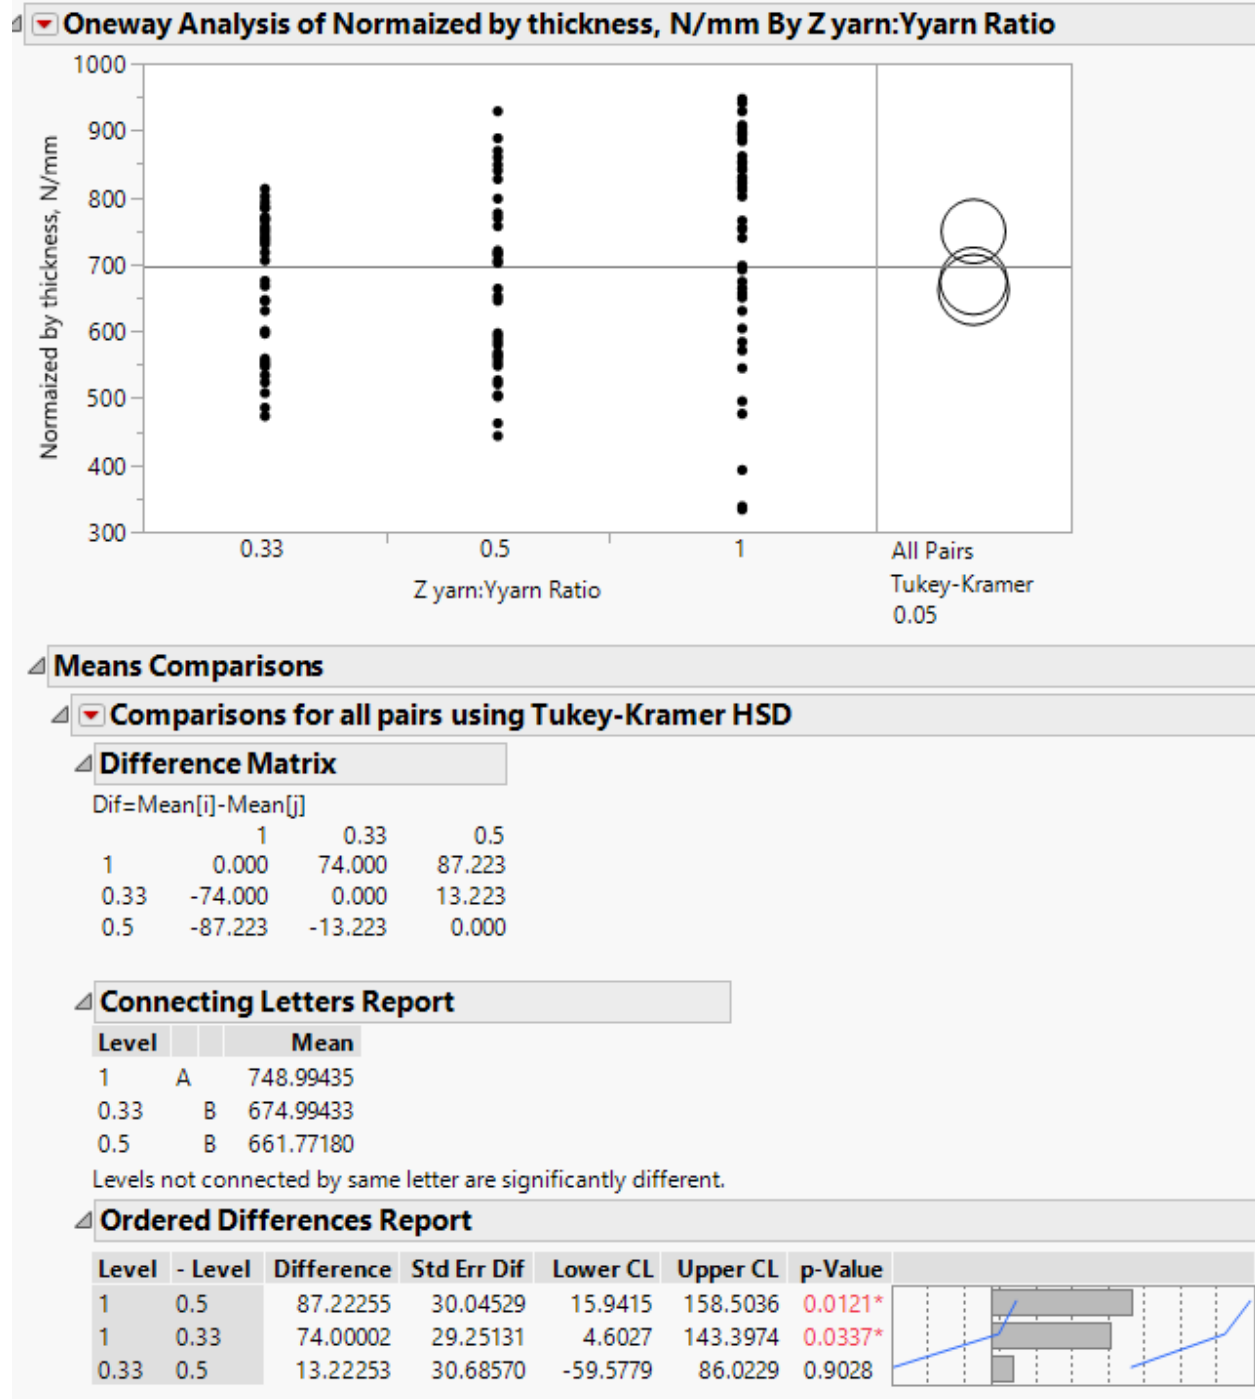 Oneway Analysis of Normaized by thickness, N/mm By Z yarn:Yyarn Ratio
1000
900
800
700
600
500
400
300
Normaized by thickness, N/mm
0.33 0.5 1
Z yarn:Yyarn Ratio
All Pairs
Tukey-Kramer
0.05
Means Comparisons
Comparisons for all pairs using Tukey-Kramer HSD
Difference Matrix
Dif=Mean[i]-Mean[j]
1 0.33 0.5
1 0.000 74.000 87.223
0.33 -74.000 0.000 13.223
0.5 -87.223 -13.223 0.000
Connecting Letters Report
Level Mean
1 A 748.99435
0.33 B 674.99433
0.5 B 661.77180
Levels not connected by same letter are significantly different.
Ordered Differences Report
Level - Level Difference Std Err Dif Lower CL Upper CL p-Value
1 0.5 87.22255 30.04529 15.9415 158.5036 0.0121*
1 0.33 74.00002 29.25131 4.6027 143.3974 0.0337*
0.33 0.5 13.22253 30.68570 -59.5779 86.0229 0.9028